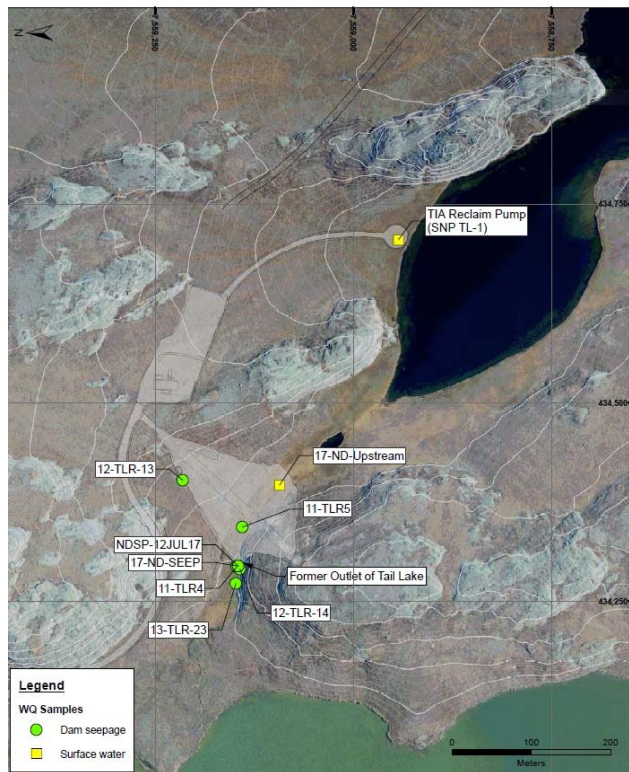 N
7,559,250
7,559,000
7,558,750
434,750
TIA Reclaim Pump
(SNP TL-1)
434,500
17-ND-Upstream
12-TLR-13
11-TLR5
NDSP-12JUL17
17-ND-SEEP
Former Outlet of Tail Lake
11-TLR4
12-TLR-14
434,250
13-TLR-23
Legend
WQ Samples
Dam seepage
Surface water
0 100 200
Meters